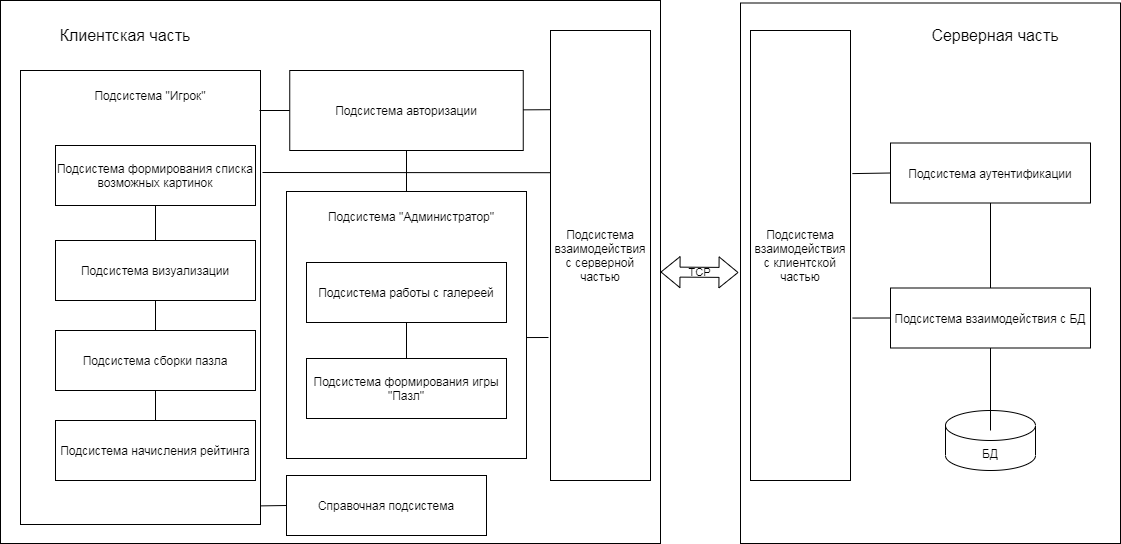 Клиентская часть
Подсистема "Игрок"
Подсистема формирования списка
возможных картинок
Подсистема визуализации
Подсистема сборки пазла
Подсистема начисления рейтинга
Подсистема авторизации
Подсистема "Администратор"
Подсистема работы с галереей
Подсистема формирования игры
"Пазл"
Справочная подсистема
Подсистема
взаимодействия
с серверной
частью
TCP
Серверная часть
Подсистема
взаимодействия
с клиентской
частью
Подсистема аутентификации
Подсистема взаимодействия с БД
БД